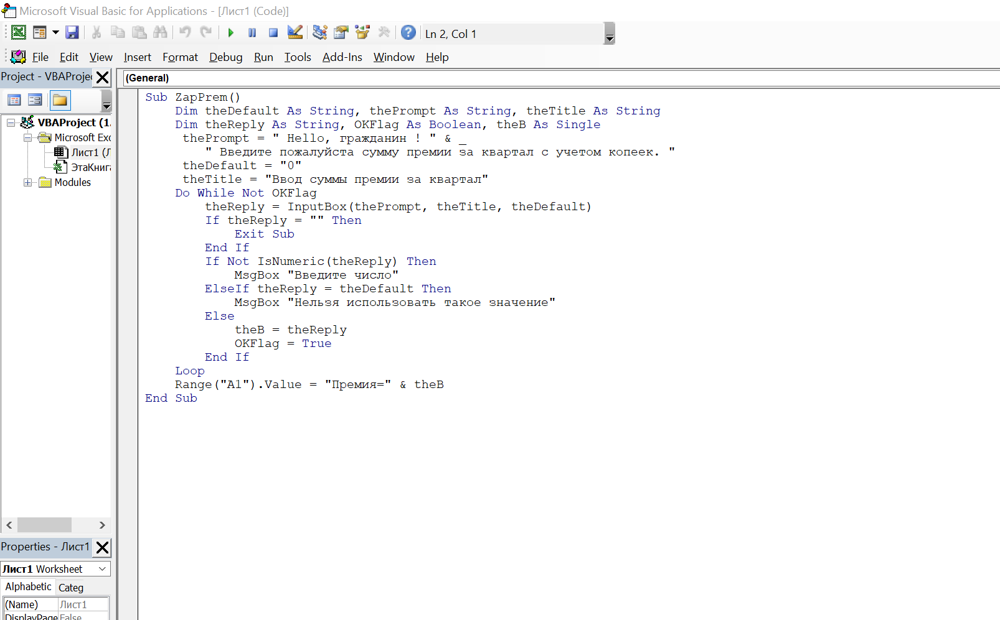 Microsoft Visual Basic for Applications - [Лист1 (Code)]
Ln 2, Col 1
File Edit View Insert Format Debug Run Tools Add-Ins Window Help
Project - VBAProje
VBAProject (1.
Microsoft Exc
Лист1 (Л
ЭтаКнига
Modules
Properties - Лист1
Лист1 Worksheet
Alphabetic Categ
(Name) Лист1
DisplayPage False
(General)
Sub ZapPrem()
Dim theDefault As String, thePrompt As String, theTitle As String
Dim theReply As String, OKFlag As Boolean, theB As Single
thePrompt = " Hello, гражданин ! " & _
" Введите пожалуйста сумму премии за квартал с учетом копеек. "
theDefault = "0"
theTitle = "Ввод суммы премии за квартал"
Do While Not OKFlag
theReply = InputBox(thePrompt, theTitle, theDefault)
If theReply = "" Then
Exit Sub
End If
If Not IsNumeric(theReply) Then
MsgBox "Введите число"
ElseIf theReply = theDefault Then
MsgBox "Нельзя использовать такое значение"
Else
theB = theReply
OKFlag = True
End If
Loop
Range("A1").Value = "Премия=" & theB
End Sub